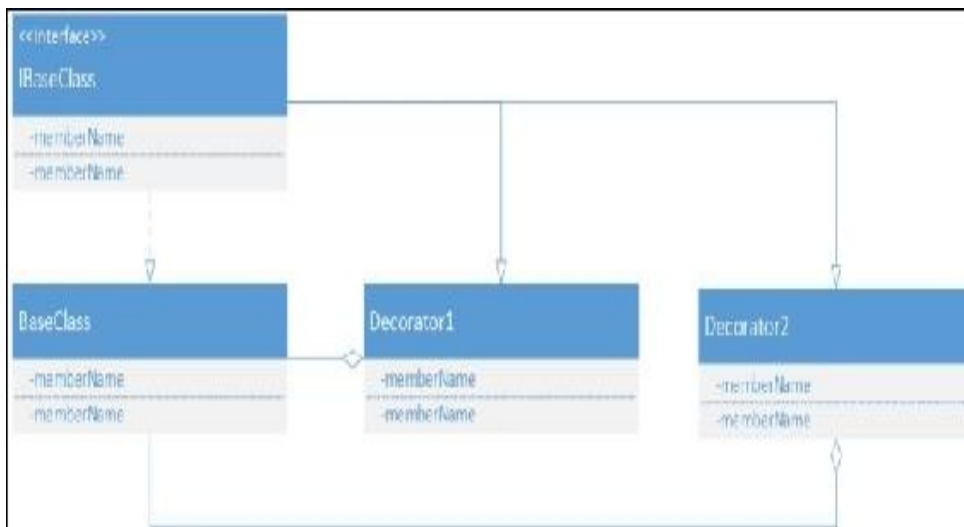 <<Interface>>
IBaseClass
-memberName
-memberName
BaseClass
-memberName
-memberName
Decorator1
-memberName
-memberName
Decorator2
-memberName
-memberName